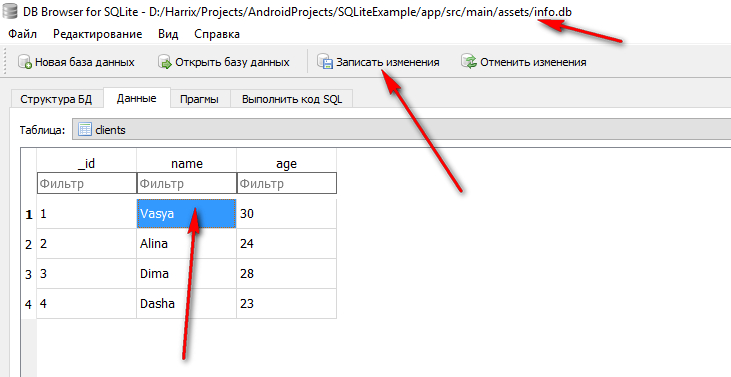 DB Browser for SQLite - D:/Harrix/Projects/AndroidProjects/SQLiteExample/app/src/main/assets/info.db
Файл Редактирование Вид Справка
Новая база данных Открыть базу данных Записать изменения Отменить изменения
Структура БД Данные Прагмы Выполнить код SQL
Таблица: clients
_id name age
Фильтр Фильтр Фильтр
1 1 Vasya 30
2 2 Alina 24
3 3 Dima 28
4 4 Dasha 23